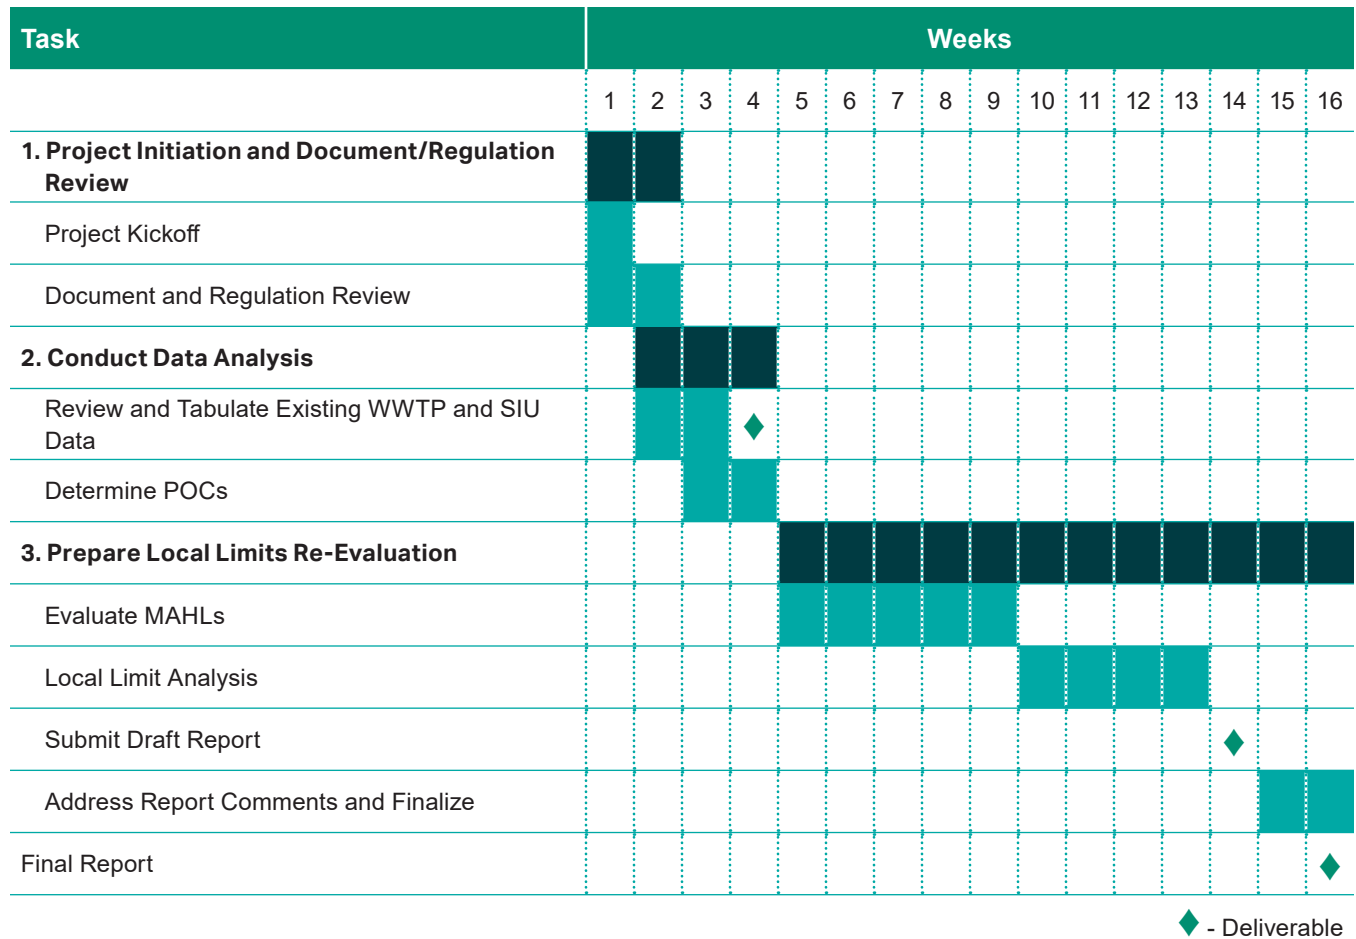 Task Weeks
1 2 3 4 5 6 7 8 9 10 11 12 13 14 15 16
1. Project Initiation and Document/Regulation
Review
Project Kickoff
Document and Regulation Review
2. Conduct Data Analysis
Review and Tabulate Existing WWTP and SIU
Data
Determine POCs
3. Prepare Local Limits Re-Evaluation
Evaluate MAHLs
Local Limit Analysis
Submit Draft Report
Address Report Comments and Finalize
Final Report
- Deliverable